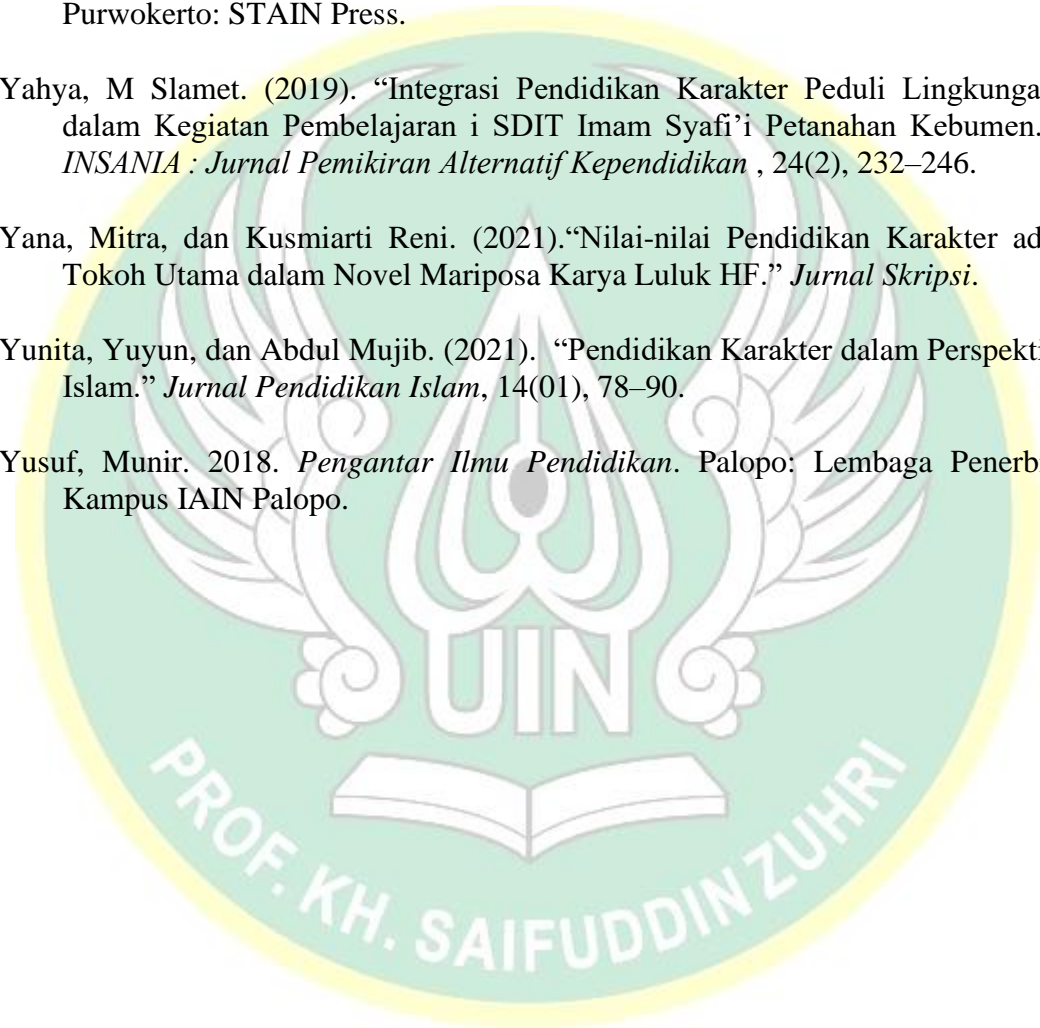 Purwokerto: STAIN Press.
Yahya, M Slamet. (2019). “Integrasi Pendidikan Karakter Peduli Lingkunga
dalam Kegiatan Pembelajaran i SDIT Imam Syafi’i Petanahan Kebumen.
INSANIA : Jurnal Pemikiran Alternatif Kependidikan , 24(2), 232–246.
Yana, Mitra, dan Kusmiarti Reni. (2021).“Nilai-nilai Pendidikan Karakter ad
Tokoh Utama dalam Novel Mariposa Karya Luluk HF.” Jurnal Skripsi.
Yunita, Yuyun, dan Abdul Mujib. (2021). “Pendidikan Karakter dalam Perspekti
Islam.” Jurnal Pendidikan Islam, 14(01), 78–90.
Yusuf, Munir. 2018. Pengantar Ilmu Pendidikan. Palopo: Lembaga Penerb
Kampus IAIN Palopo.
UIN
PROF. KH. SAIFUDDIN ZUHRI